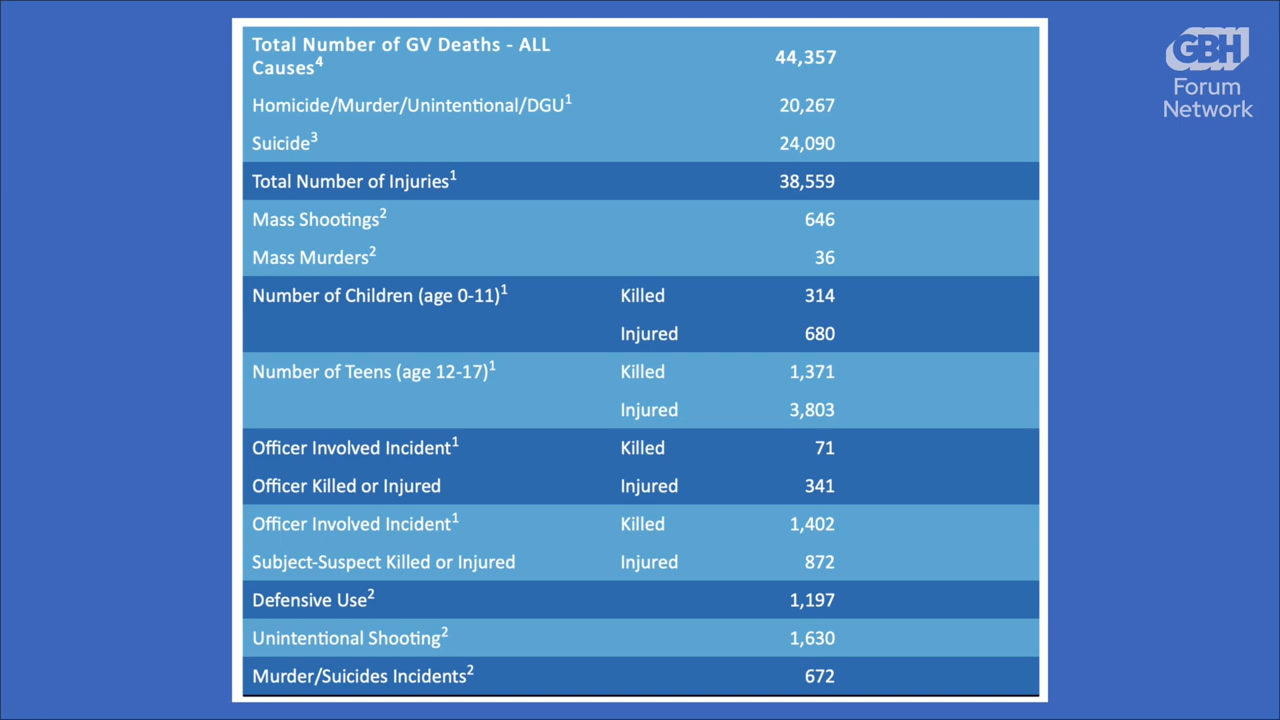 GBH
Forum
Network
Total Number of GV Deaths - ALL
Causes⁴ 44,357
Homicide/Murder/Unintentional/DGU¹ 20,267
Suicide³ 24,090
Total Number of Injuries¹ 38,559
Mass Shootings² 646
Mass Murders² 36
Number of Children (age 0-11)¹ Killed 314
Injured 680
Number of Teens (age 12-17)¹ Killed 1,371
Injured 3,803
Officer Involved Incident¹ Killed 71
Officer Killed or Injured Injured 341
Officer Involved Incident¹ Killed 1,402
Subject-Suspect Killed or Injured Injured 872
Defensive Use² 1,197
Unintentional Shooting² 1,630
Murder/Suicides Incidents² 672